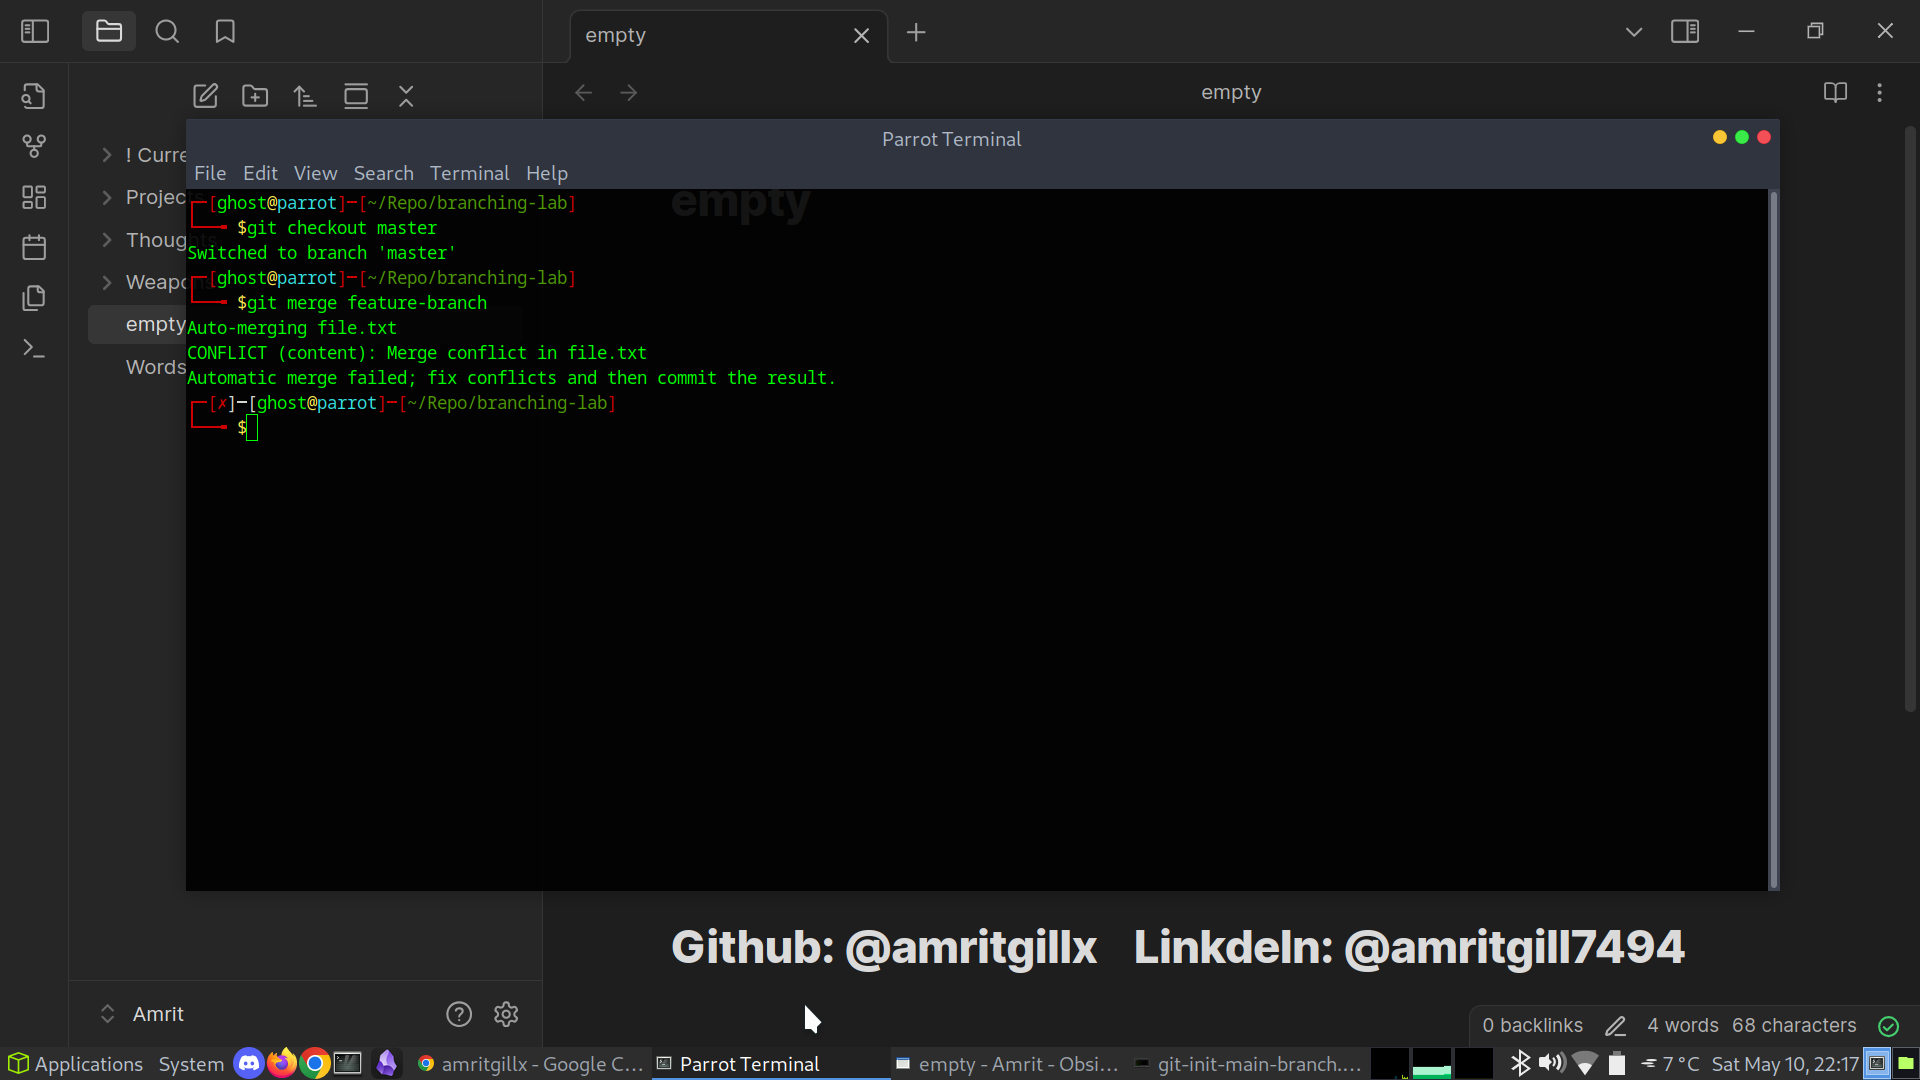 empty
empty
! Curre
Projec
Though
Weapo
empty
Words
Parrot Terminal
File Edit View Search Terminal Help
empty
┌─[ghost@parrot]─[~/Repo/branching-lab]
└──╼ $git checkout master
Switched to branch 'master'
┌─[ghost@parrot]─[~/Repo/branching-lab]
└──╼ $git merge feature-branch
Auto-merging file.txt
CONFLICT (content): Merge conflict in file.txt
Automatic merge failed; fix conflicts and then commit the result.
┌─[✗]─[ghost@parrot]─[~/Repo/branching-lab]
└──╼ $
Github: @amritgillx LinkdeIn: @amritgill7494
Amrit
0 backlinks 4 words 68 characters
Applications System amritgillx - Google C... Parrot Terminal empty - Amrit - Obsi... git-init-main-branch.... 7 °C Sat May 10, 22:17